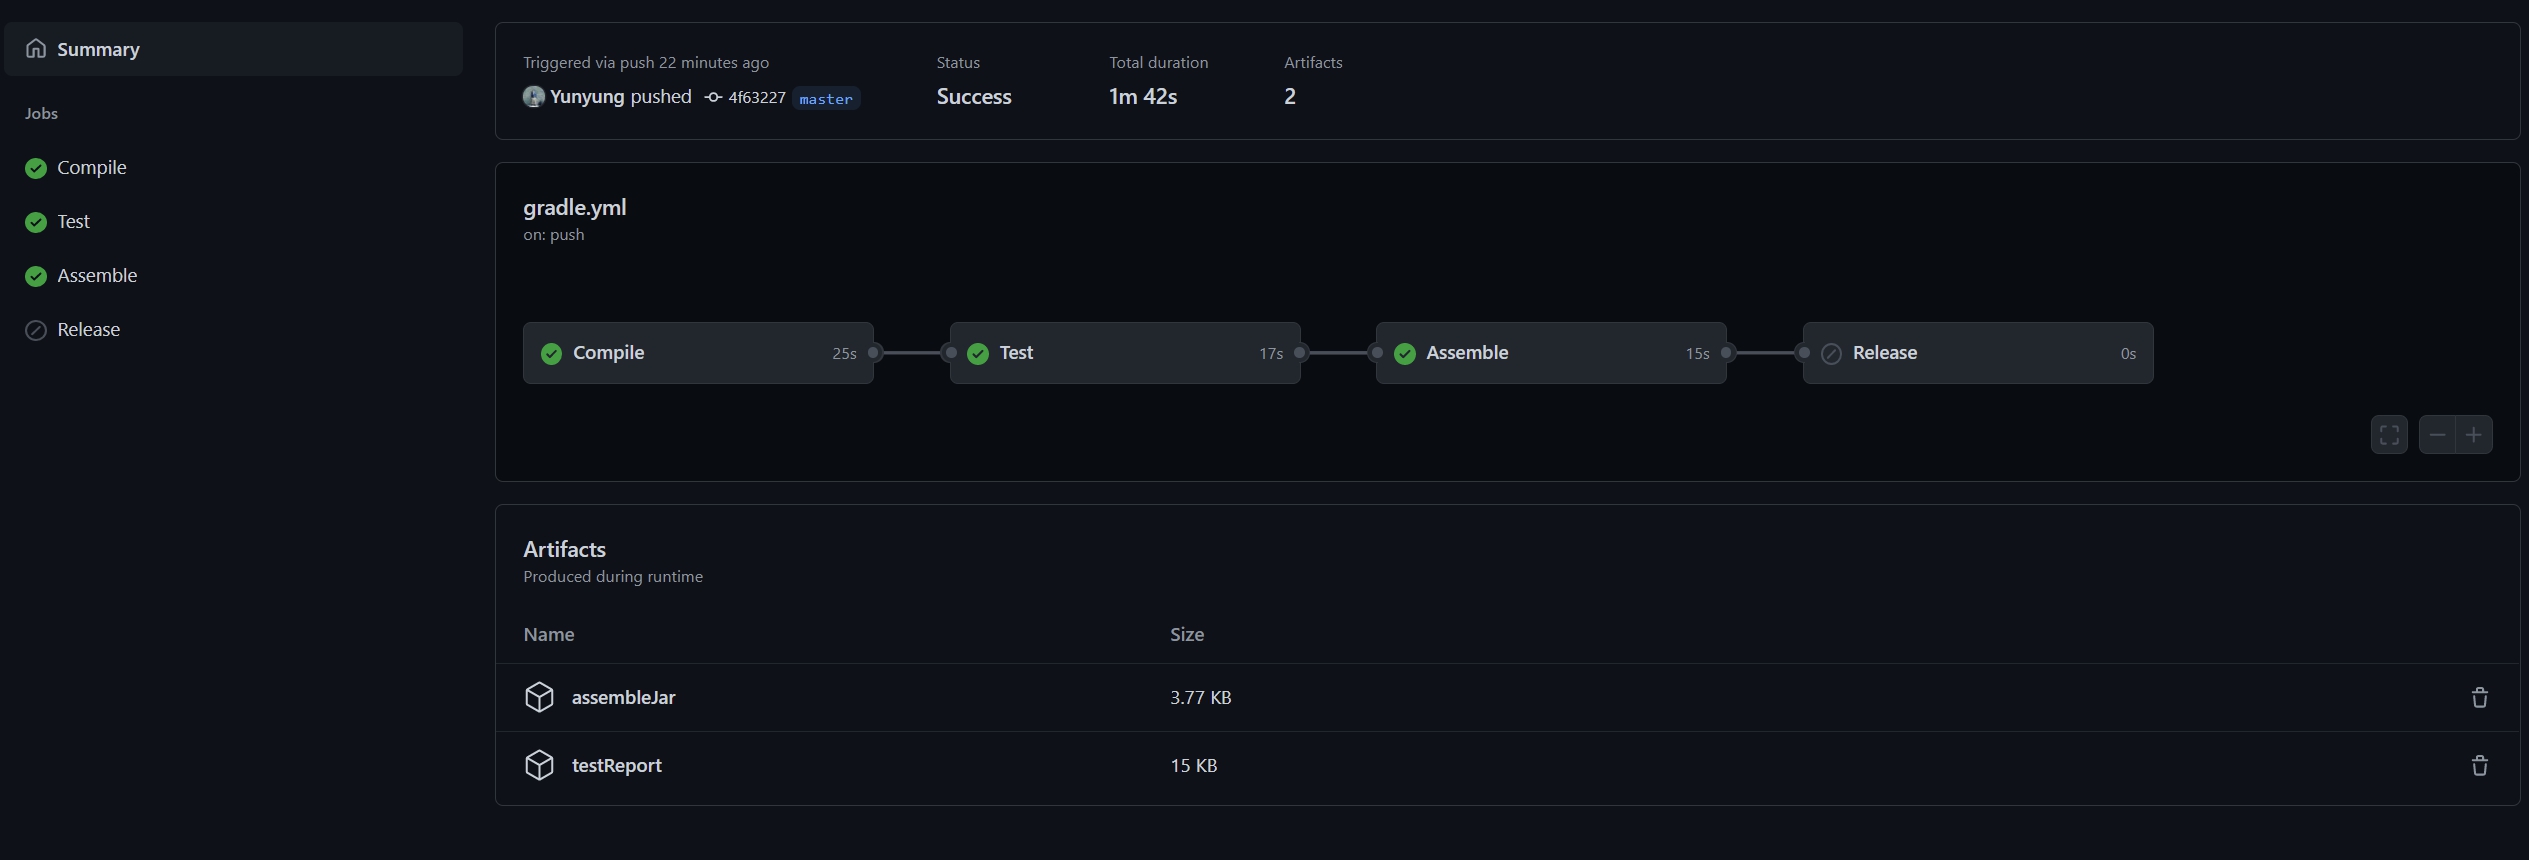 Summary
Jobs
Compile
Test
Assemble
Release
Triggered via push 22 minutes ago
Yunyung pushed 4f63227 master
Status
Success
Total duration
1m 42s
Artifacts
2
gradle.yml
on: push
Compile 25s
Test 17s
Assemble 15s
Release 0s
Artifacts
Produced during runtime
Name Size
assembleJar 3.77 KB
testReport 15 KB